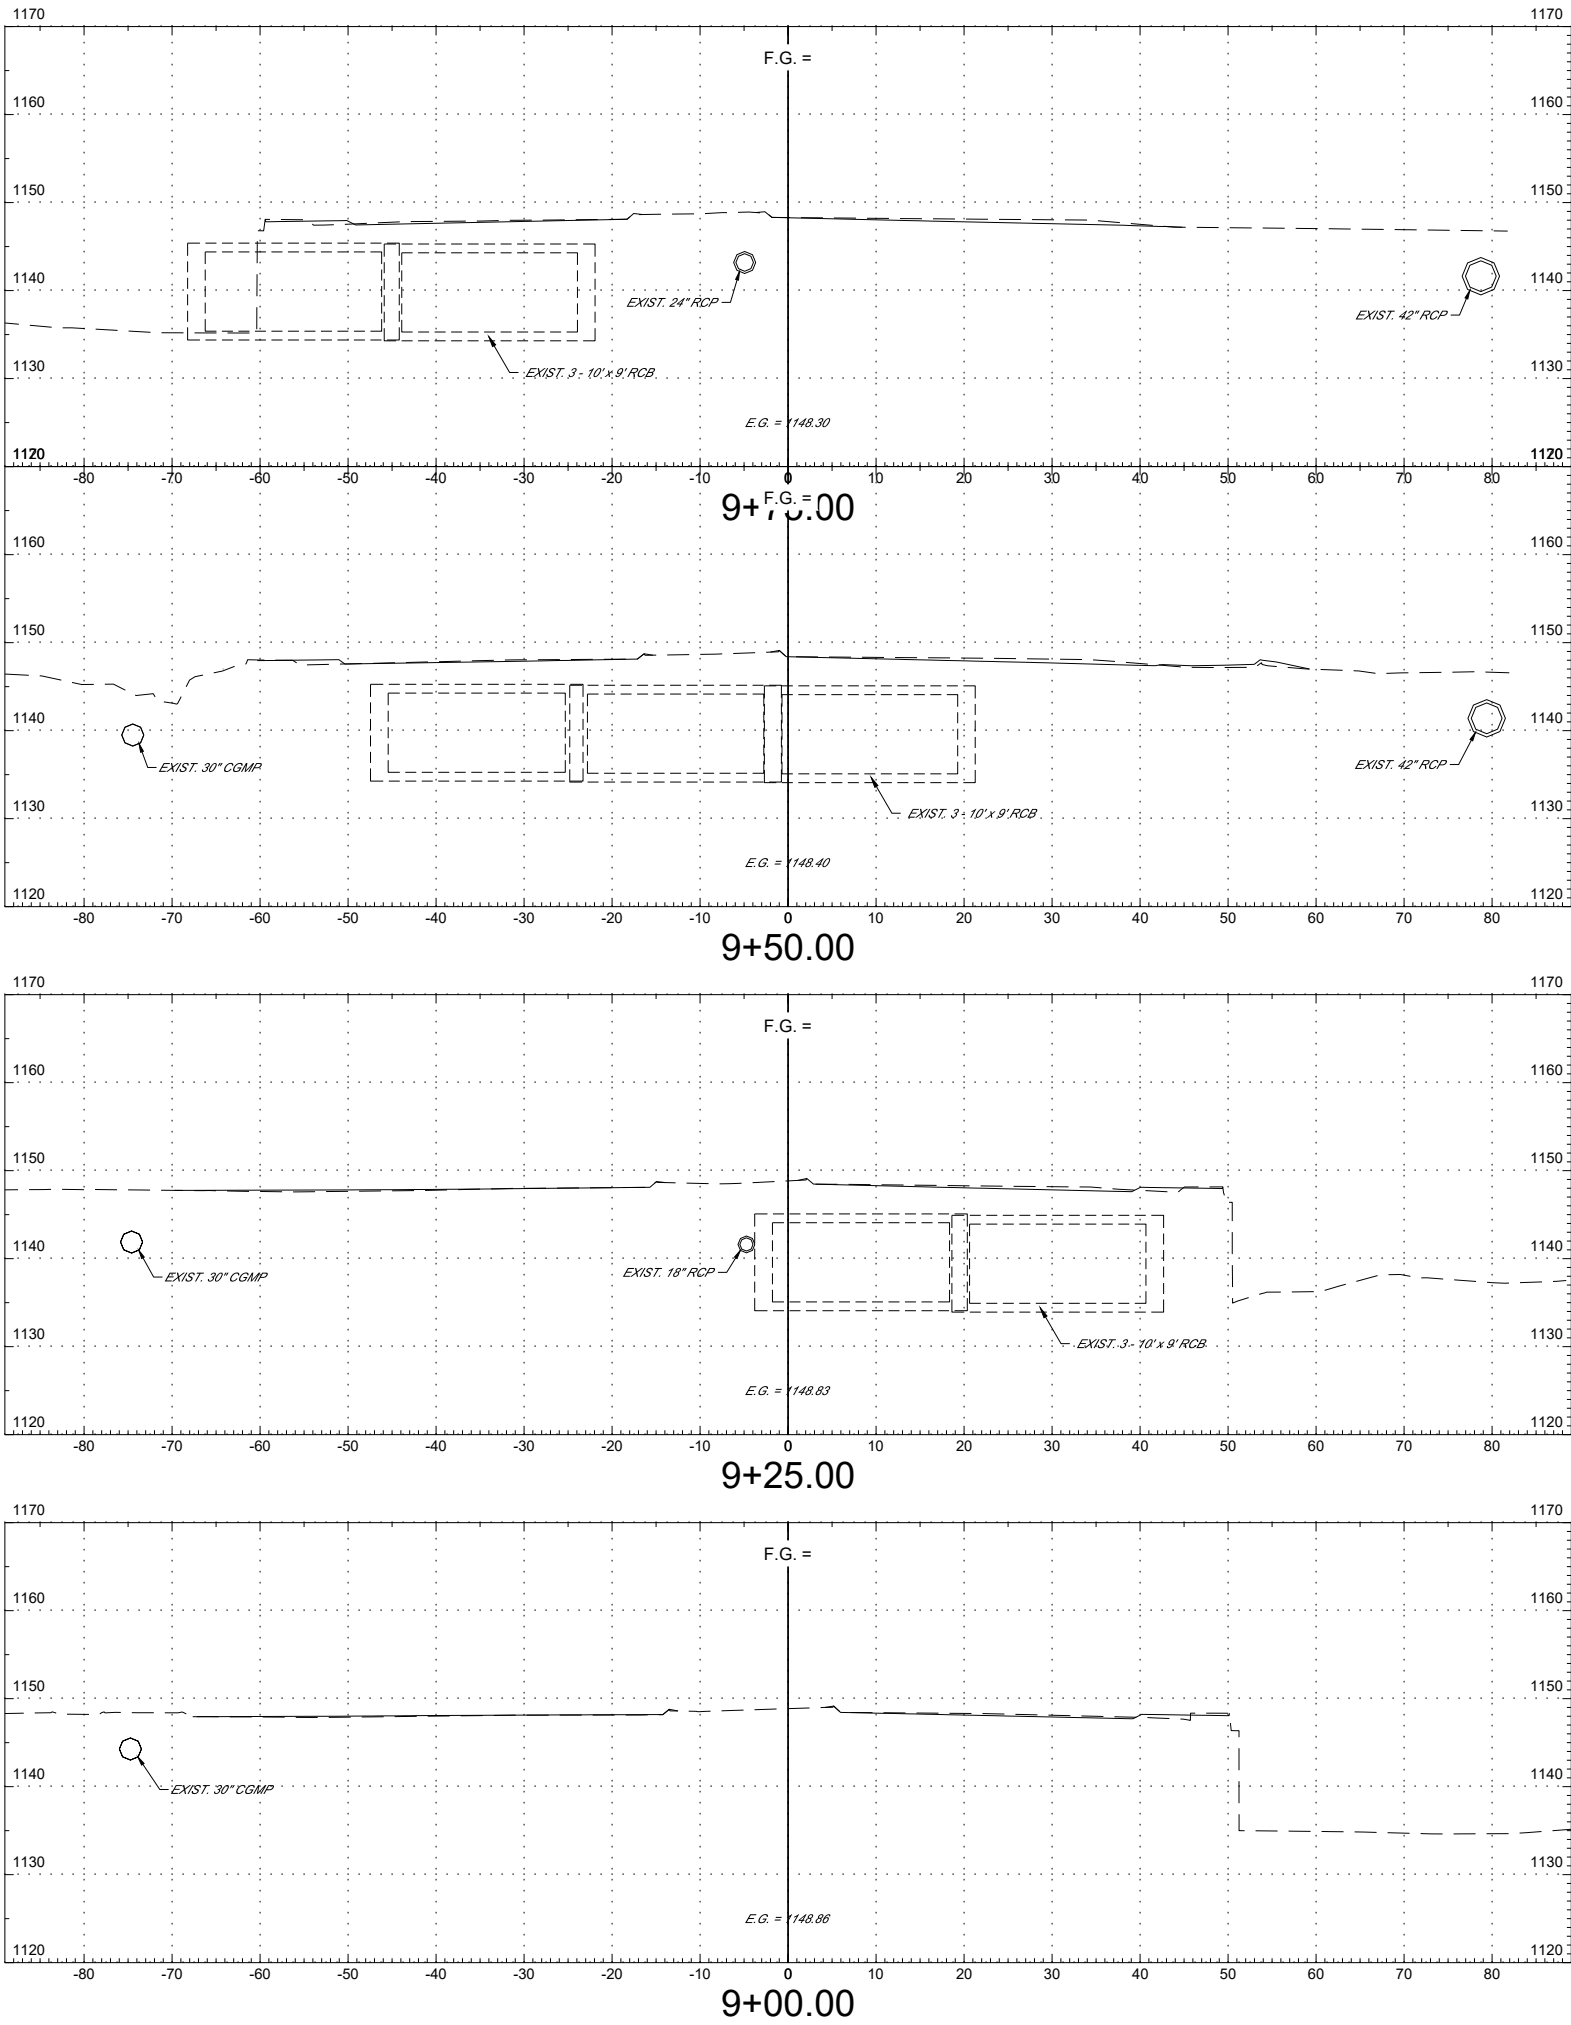 1170 1170
F.G. =
1160 1160
1150 1150
1140 1140
EXIST. 24" RCP
EXIST. 42" RCP
1130 1130
EXIST. 3 - 10' x 9' RCB
E.G. = 1148.30
1120 1120
-80 -70 -60 -50 -40 -30 -20 -10 0 10 20 30 40 50 60 70 80
F.G. =
1160 1160
1150 1150
1140 1140
EXIST. 30" CGMP
EXIST. 42" RCP
1130 1130
EXIST. 3 - 10' x 9' RCB
E.G. = 1148.40
1120 1120
-80 -70 -60 -50 -40 -30 -20 -10 0 10 20 30 40 50 60 70 80
9+50.00
1170 1170
F.G. =
1160 1160
1150 1150
1140 1140
EXIST. 30" CGMP
EXIST. 18" RCP
1130 1130
EXIST. 3 - 10' x 9' RCB
E.G. = 1148.83
1120 1120
-80 -70 -60 -50 -40 -30 -20 -10 0 10 20 30 40 50 60 70 80
9+25.00
1170 1170
F.G. =
1160 1160
1150 1150
1140 1140
EXIST. 30" CGMP
1130 1130
E.G. = 1148.86
1120 1120
-80 -70 -60 -50 -40 -30 -20 -10 0 10 20 30 40 50 60 70 80
9+00.00